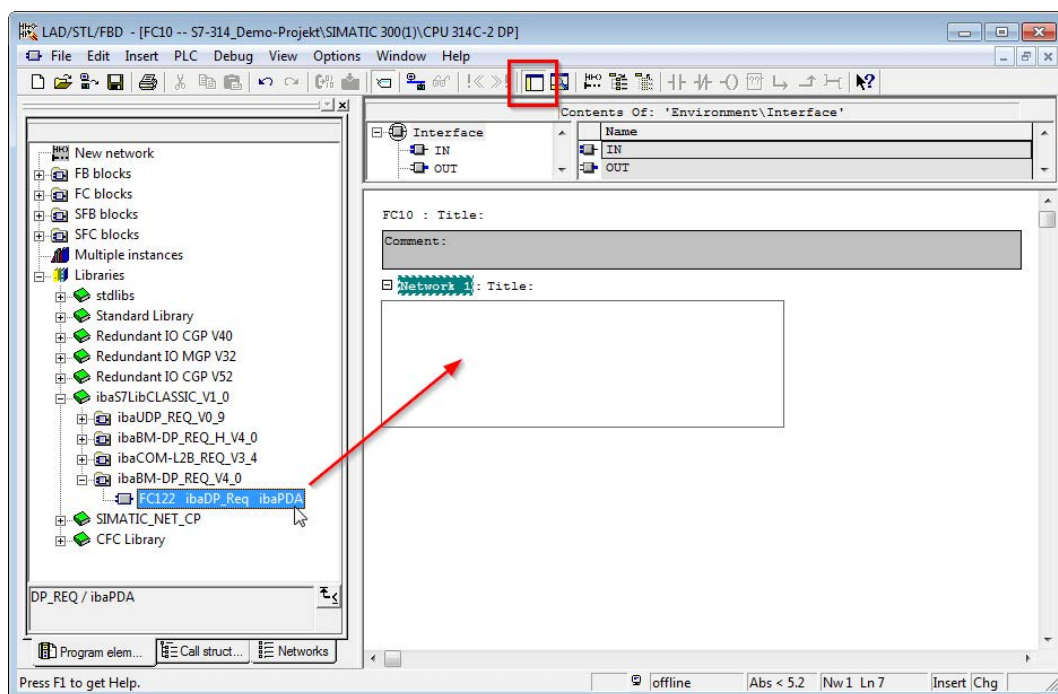 LAD/STL/FBD - [FC10 -- S7-314_Demo-Projekt\SIMATIC 300(1)\CPU 314C-2 DP]
File Edit Insert PLC Debug View Options Window Help
Contents Of: 'Environment\Interface'
Interface
IN
OUT
Name
IN
OUT
New network
FB blocks
FC blocks
SFB blocks
SFC blocks
Multiple instances
Libraries
stdlibs
Standard Library
Redundant IO CGP V40
Redundant IO MGP V32
Redundant IO CGP V52
ibaS7LibCLASSIC_V1_0
ibaUDP_REQ_V0_9
ibaBM-DP_REQ_H_V4_0
ibaCOM-L2B_REQ_V3_4
ibaBM-DP_REQ_V4_0
FC122 ibaDP_Req ibaPDA
SIMATIC_NET_CP
CFC Library
FC10 : Title:
Comment:
Network 1: Title:
DP_REQ / ibaPDA
Program elem... Call struct... Networks
Press F1 to get Help.
offline Abs < 5.2 Nw 1 Ln 7 Insert Chg